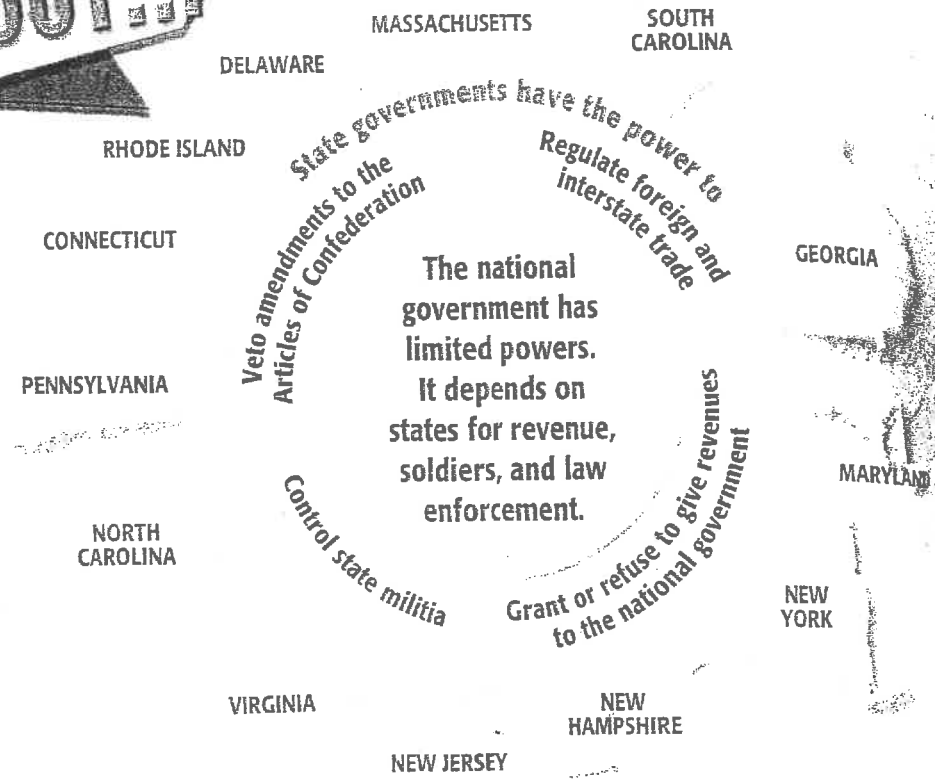 MASSACHUSETTS
SOUTH
CAROLINA
DELAWARE
RHODE ISLAND
CONNECTICUT
PENNSYLVANIA
NORTH
CAROLINA
VIRGINIA
NEW JERSEY
NEW
HAMPSHIRE
NEW
YORK
MARYLAND
GEORGIA
State governments have the power to
Veto amendments to the
Articles of Confederation
Regulate foreign and
interstate trade
The national
government has
limited powers.
It depends on
states for revenue,
soldiers, and law
enforcement.
Control state militia
Grant or refuse to give revenues
to the national government